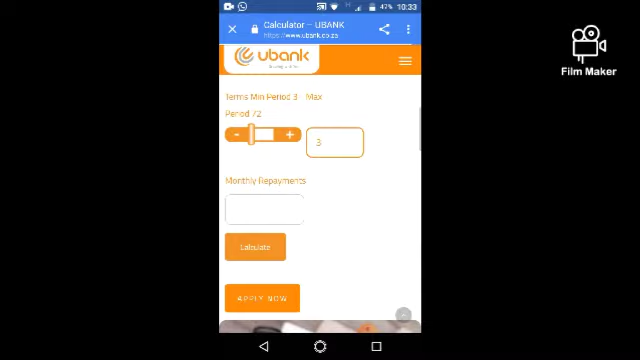 47% 10:33
Calculator – UBANK
https://www.ubank.co.za
ubank
Terms Min Period 3 - Max
Period 72
- +
3
Monthly Repayments
Calculate
APPLY NOW
Film Maker